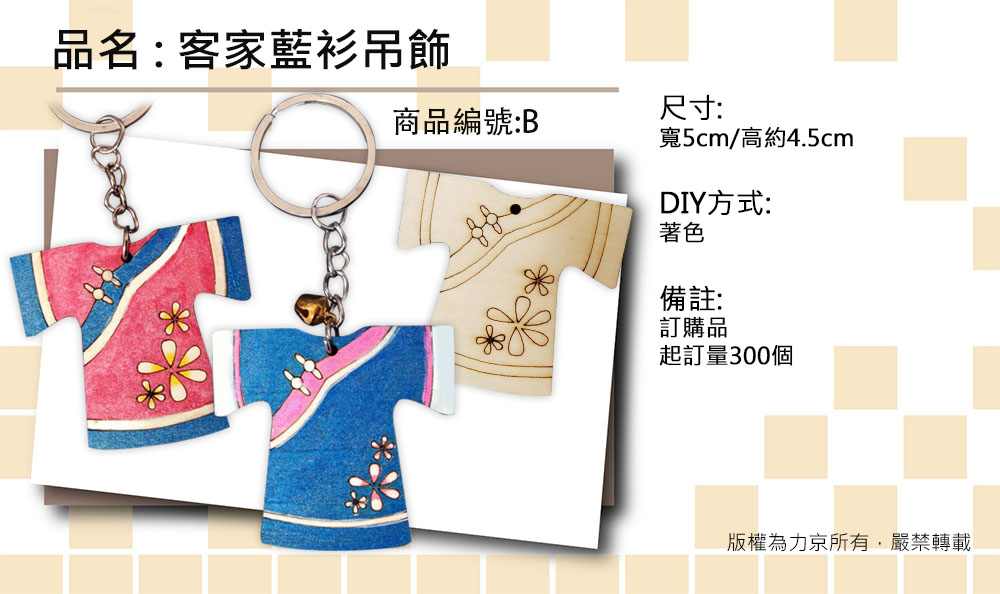 品名 : 客家藍衫吊飾
商品編號:B
尺寸:
寬5cm/高約4.5cm
DIY方式:
著色
備註:
訂購品
起訂量300個
版權為力京所有，嚴禁轉載